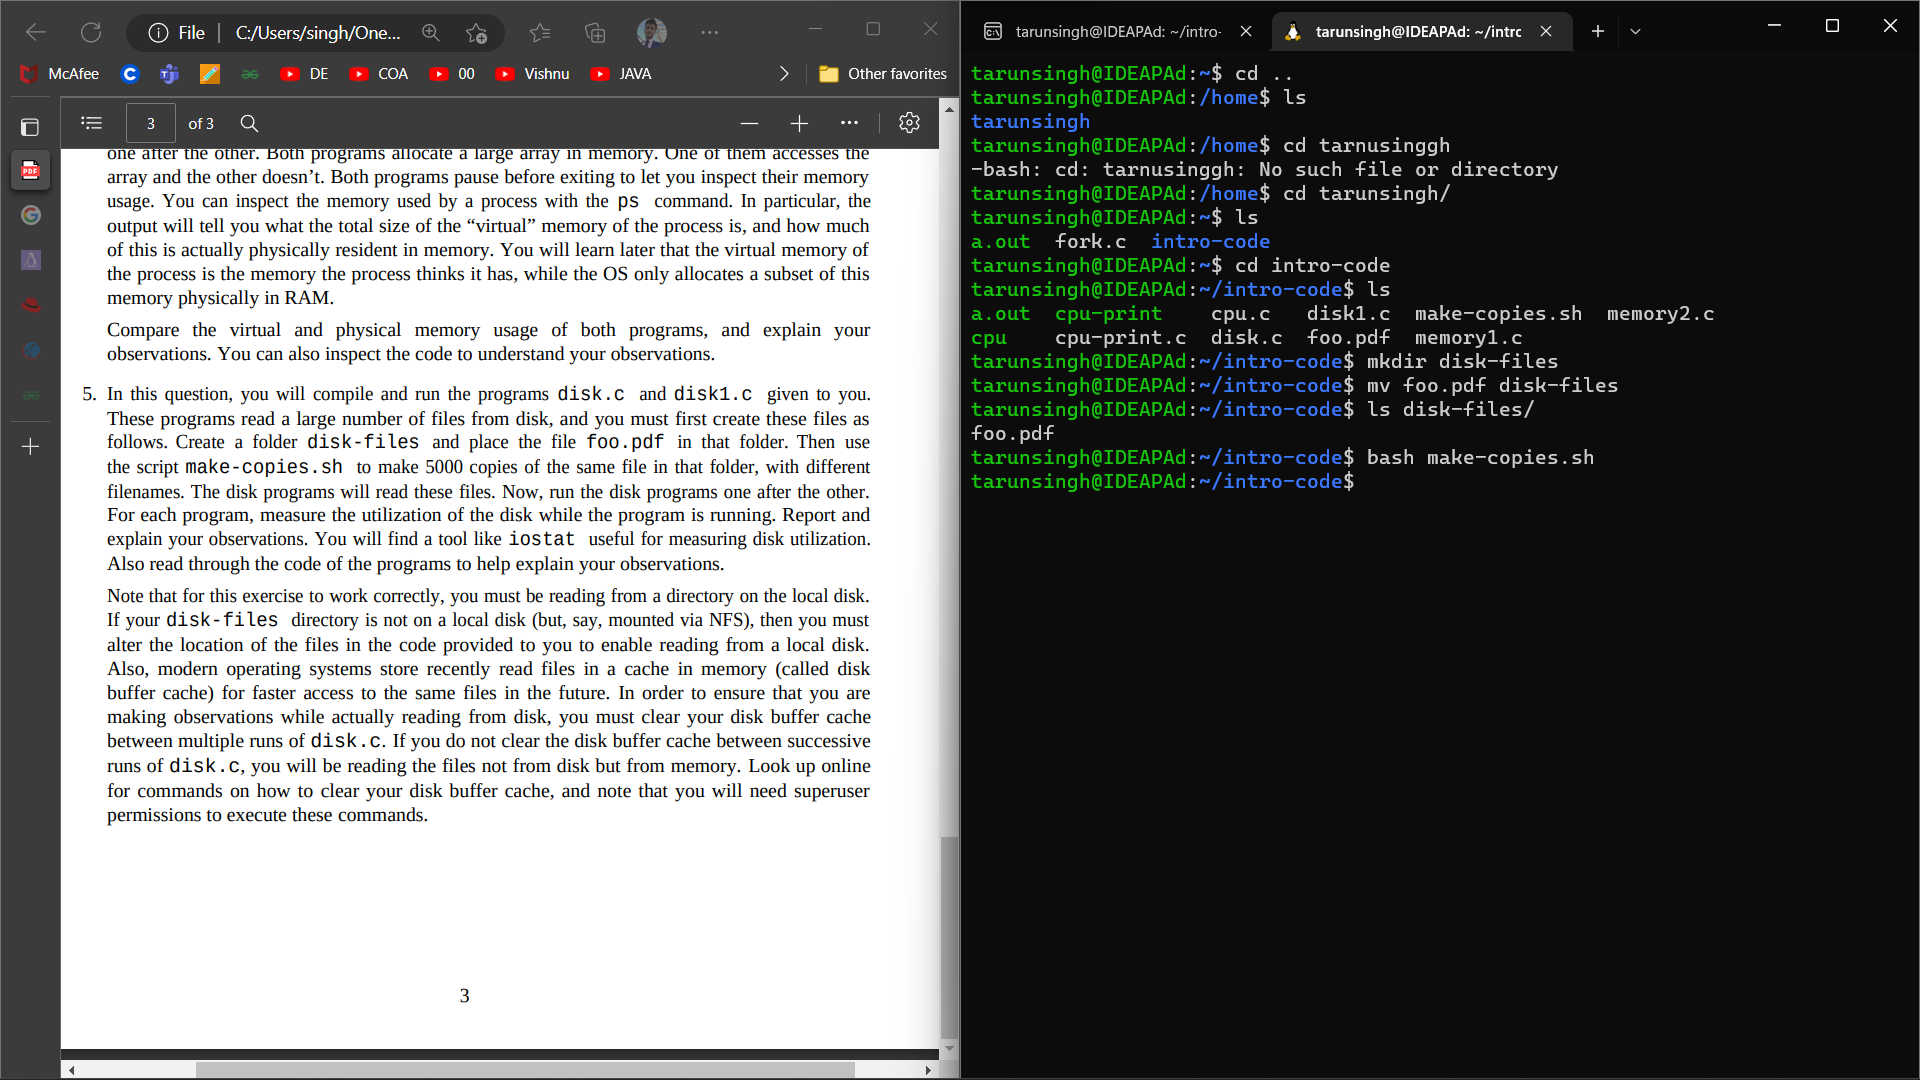 File | C:/Users/singh/One...
McAfee DE COA 00 Vishnu JAVA Other favorites
3 of 3
one after the other. Both programs allocate a large array in memory. One of them accesses the
array and the other doesn’t. Both programs pause before exiting to let you inspect their memory
usage. You can inspect the memory used by a process with the ps command. In particular, the
output will tell you what the total size of the “virtual” memory of the process is, and how much
of this is actually physically resident in memory. You will learn later that the virtual memory of
the process is the memory the process thinks it has, while the OS only allocates a subset of this
memory physically in RAM.
Compare the virtual and physical memory usage of both programs, and explain your
observations. You can also inspect the code to understand your observations.
5. In this question, you will compile and run the programs disk.c and disk1.c given to you.
These programs read a large number of files from disk, and you must first create these files as
follows. Create a folder disk-files and place the file foo.pdf in that folder. Then use
the script make-copies.sh to make 5000 copies of the same file in that folder, with different
filenames. The disk programs will read these files. Now, run the disk programs one after the other.
For each program, measure the utilization of the disk while the program is running. Report and
explain your observations. You will find a tool like iostat useful for measuring disk utilization.
Also read through the code of the programs to help explain your observations.
Note that for this exercise to work correctly, you must be reading from a directory on the local disk.
If your disk-files directory is not on a local disk (but, say, mounted via NFS), then you must
alter the location of the files in the code provided to you to enable reading from a local disk.
Also, modern operating systems store recently read files in a cache in memory (called disk
buffer cache) for faster access to the same files in the future. In order to ensure that you are
making observations while actually reading from disk, you must clear your disk buffer cache
between multiple runs of disk.c. If you do not clear the disk buffer cache between successive
runs of disk.c, you will be reading the files not from disk but from memory. Look up online
for commands on how to clear your disk buffer cache, and note that you will need superuser
permissions to execute these commands.
3
tarunsingh@IDEAPAd: ~/intro- tarunsingh@IDEAPAd: ~/intrc
tarunsingh@IDEAPAd:~$ cd ..
tarunsingh@IDEAPAd:/home$ ls
tarunsingh
tarunsingh@IDEAPAd:/home$ cd tarnusinggh
-bash: cd: tarnusinggh: No such file or directory
tarunsingh@IDEAPAd:/home$ cd tarunsingh/
tarunsingh@IDEAPAd:~$ ls
a.out fork.c intro-code
tarunsingh@IDEAPAd:~$ cd intro-code
tarunsingh@IDEAPAd:~/intro-code$ ls
a.out cpu-print cpu.c disk1.c make-copies.sh memory2.c
cpu cpu-print.c disk.c foo.pdf memory1.c
tarunsingh@IDEAPAd:~/intro-code$ mkdir disk-files
tarunsingh@IDEAPAd:~/intro-code$ mv foo.pdf disk-files
tarunsingh@IDEAPAd:~/intro-code$ ls disk-files/
foo.pdf
tarunsingh@IDEAPAd:~/intro-code$ bash make-copies.sh
tarunsingh@IDEAPAd:~/intro-code$